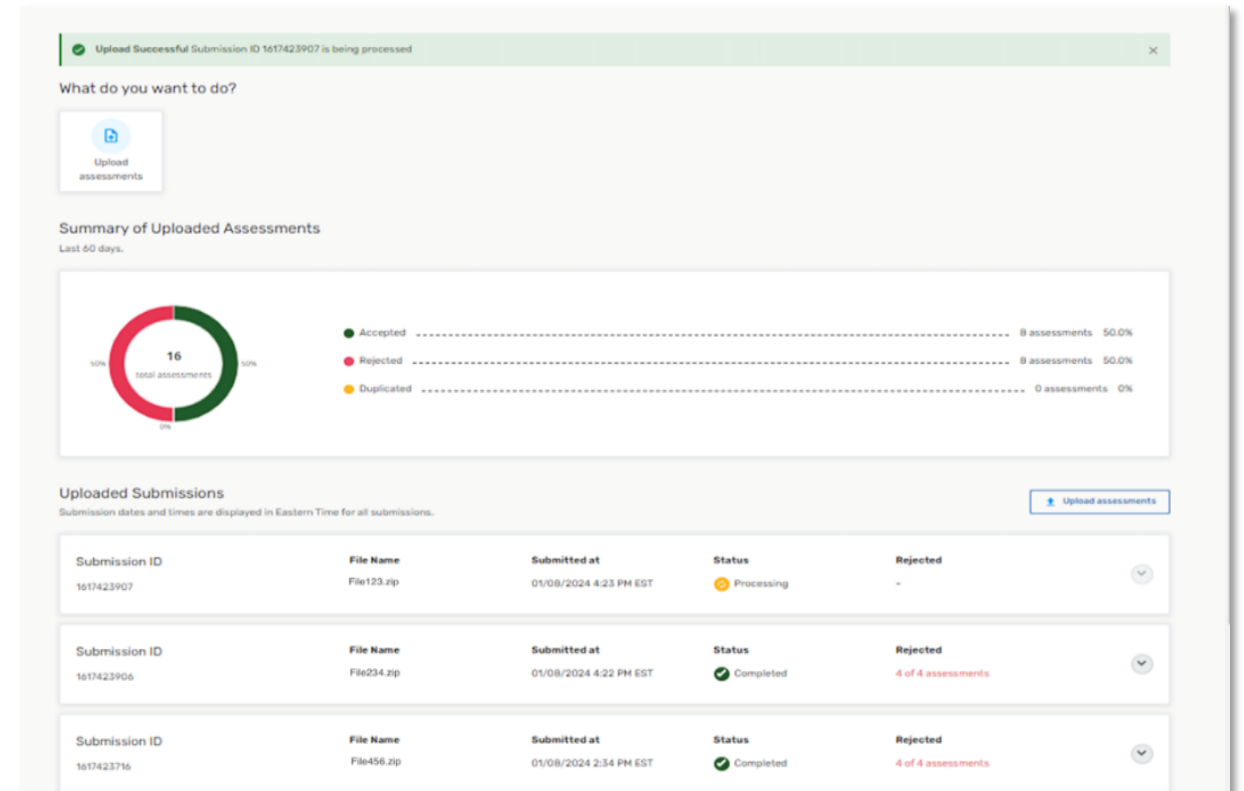 Upload Successful Submission ID 1617423907 is being processed
What do you want to do?
Upload
assessments
Summary of Uploaded Assessments
Last 60 days.
16
total assessments
50%
50%
0%
Accepted 8 assessments 50.0%
Rejected 8 assessments 50.0%
Duplicated 0 assessments 0%
Uploaded Submissions
Upload assessments
Submission dates and times are displayed in Eastern Time for all submissions.
Submission ID File Name Submitted at Status Rejected
1617423907 File123.zip 01/08/2024 4:23 PM EST Processing -
Submission ID File Name Submitted at Status Rejected
1617423906 File234.zip 01/08/2024 4:22 PM EST Completed 4 of 4 assessments
Submission ID File Name Submitted at Status Rejected
1617423716 File456.zip 01/08/2024 2:34 PM EST Completed 4 of 4 assessments